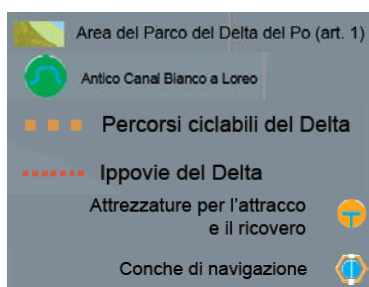 Area del Parco del Delta del Po (art. 1)
Antico Canal Bianco a Loreo
Percorsi ciclabili del Delta
Ippovie del Delta
Attrezzature per l'attracco
e il ricovero
Conche di navigazione